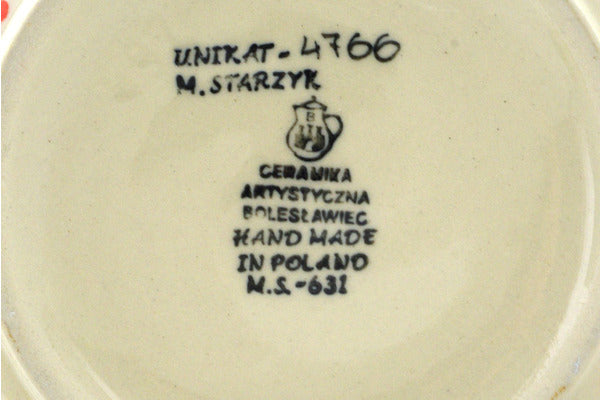 UNIKAT-4766
M. STARZYK
B
CERAMIKA
ARTYSTYCZNA
BOLESŁAWIEC
HAND MADE
IN POLAND
M.S.-631